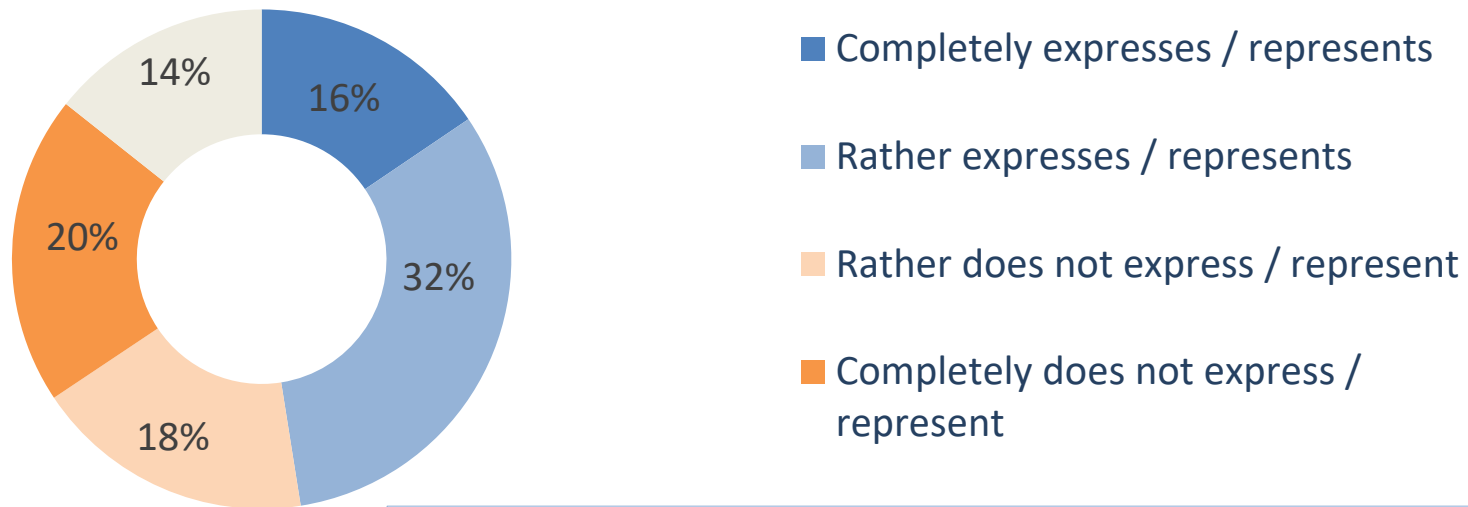 14%
16%
20%
32%
18%
Completely expresses / represents
Rather expresses / represents
Rather does not express / represent
Completely does not express /
represent